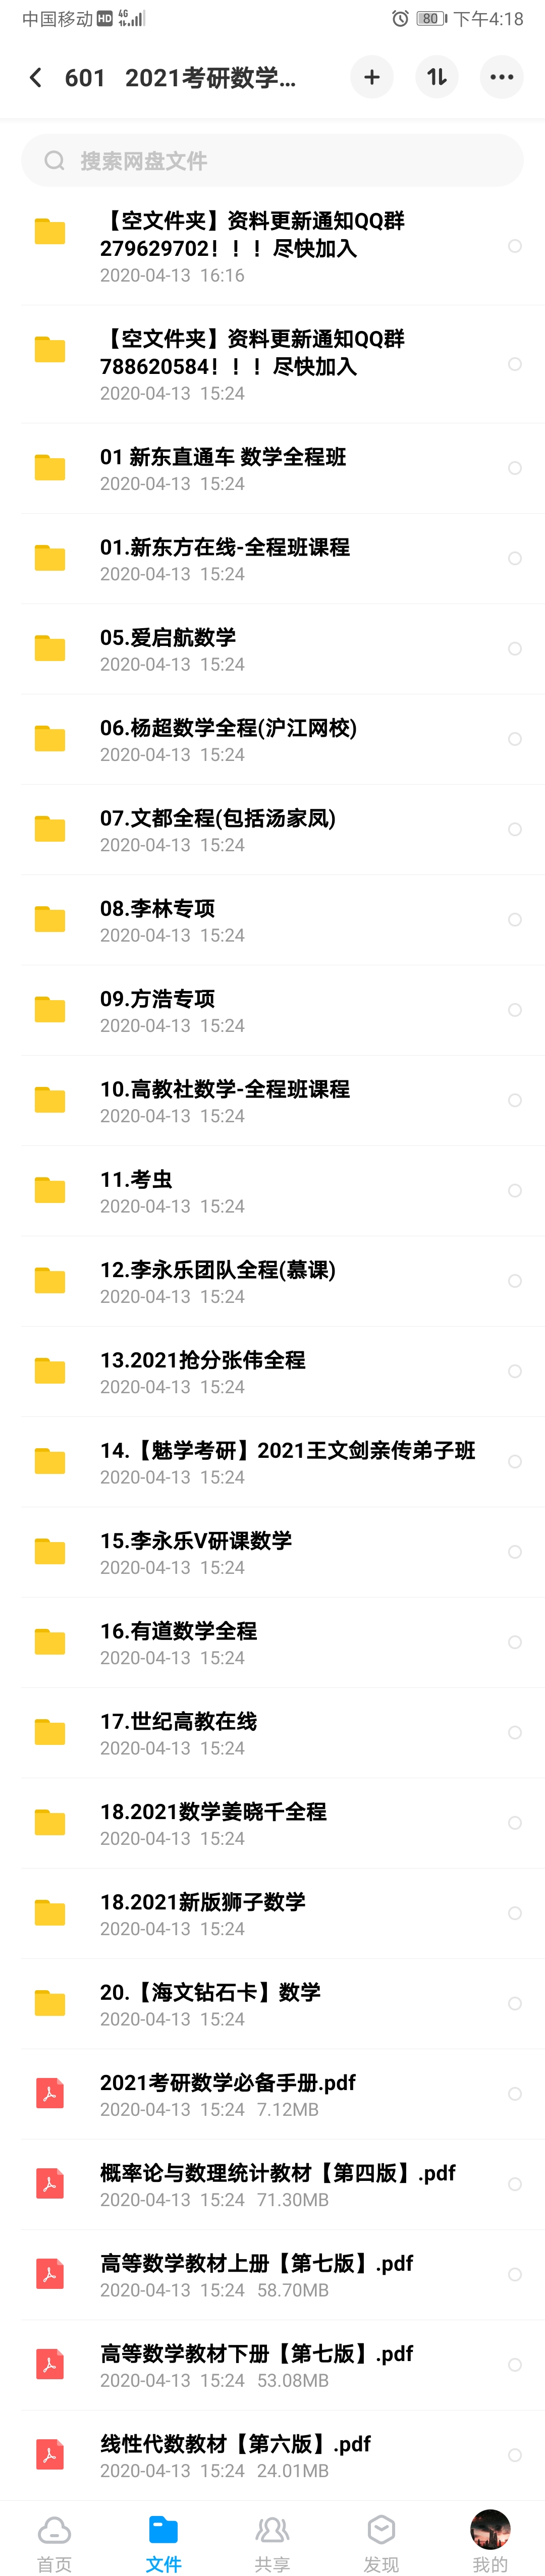 中国移动 HD 4G 80 下午4:18
601 2021考研数学...
搜索网盘文件
【空文件夹】资料更新通知QQ群
279629702！！！尽快加入
2020-04-13 16:16
【空文件夹】资料更新通知QQ群
788620584！！！尽快加入
2020-04-13 15:24
01 新东直通车 数学全程班
2020-04-13 15:24
01.新东方在线-全程班课程
2020-04-13 15:24
05.爱启航数学
2020-04-13 15:24
06.杨超数学全程(沪江网校)
2020-04-13 15:24
07.文都全程(包括汤家凤)
2020-04-13 15:24
08.李林专项
2020-04-13 15:24
09.方浩专项
2020-04-13 15:24
10.高教社数学-全程班课程
2020-04-13 15:24
11.考虫
2020-04-13 15:24
12.李永乐团队全程(慕课)
2020-04-13 15:24
13.2021抢分张伟全程
2020-04-13 15:24
14.【魅学考研】2021王文剑亲传弟子班
2020-04-13 15:24
15.李永乐V研课数学
2020-04-13 15:24
16.有道数学全程
2020-04-13 15:24
17.世纪高教在线
2020-04-13 15:24
18.2021数学姜晓千全程
2020-04-13 15:24
18.2021新版狮子数学
2020-04-13 15:24
20.【海文钻石卡】数学
2020-04-13 15:24
2021考研数学必备手册.pdf
2020-04-13 15:24 7.12MB
概率论与数理统计教材【第四版】.pdf
2020-04-13 15:24 71.30MB
高等数学教材上册【第七版】.pdf
2020-04-13 15:24 58.70MB
高等数学教材下册【第七版】.pdf
2020-04-13 15:24 53.08MB
线性代数教材【第六版】.pdf
2020-04-13 15:24 24.01MB
首页 文件 共享 发现 我的